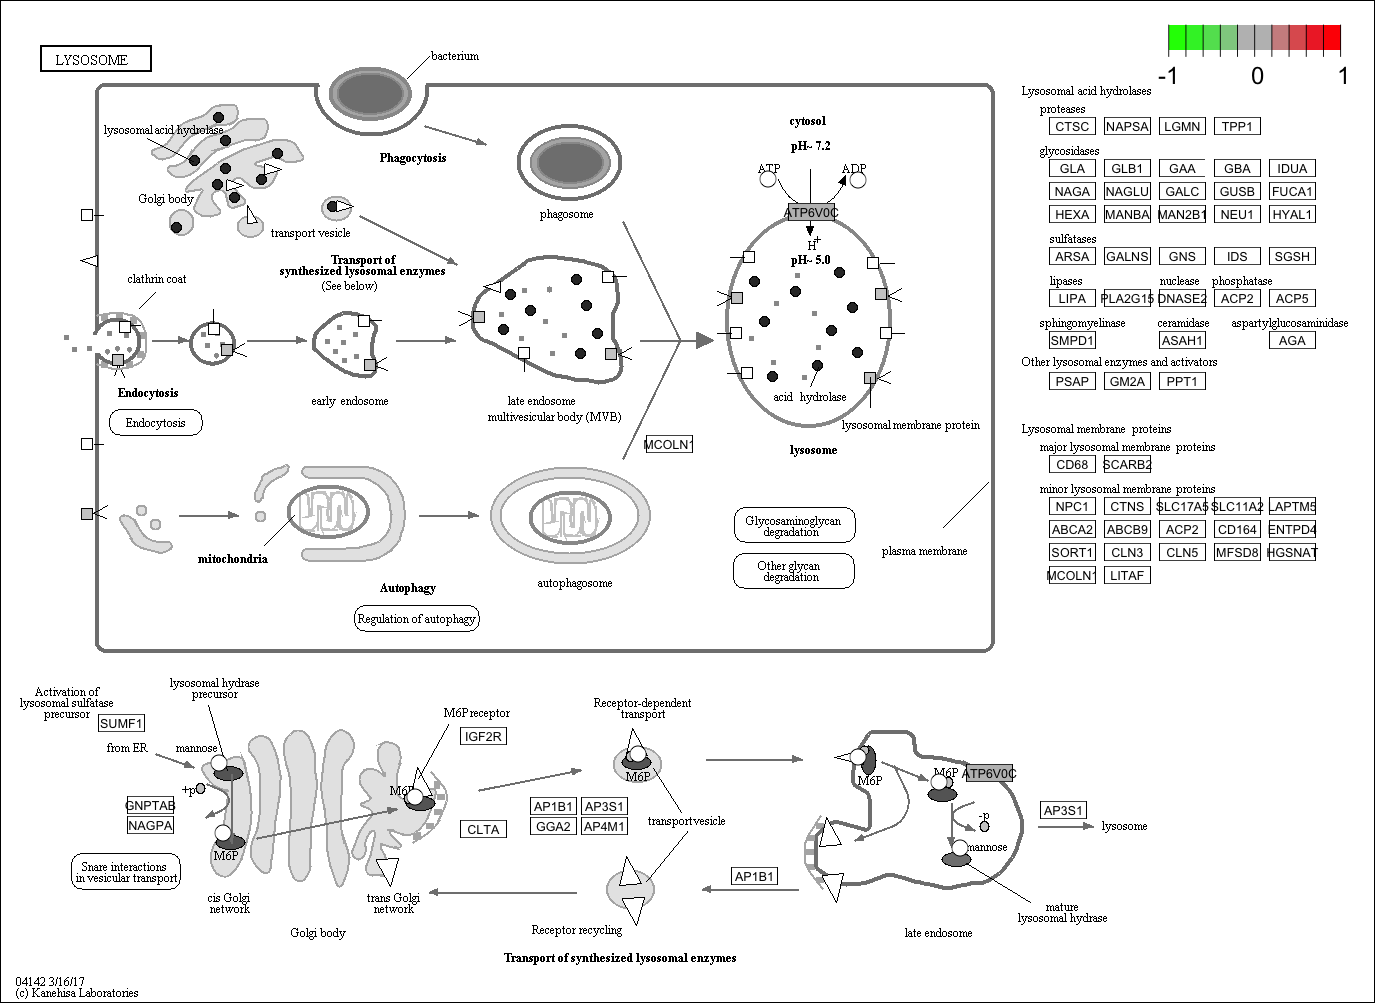 LYSOSOME
bacterium
-1 0 1
lysosomal acid hydrolase
Phagocytosis
Golgi body
transport vesicle
phagosome
cytosol
pH~ 7.2
ATP
ADP
ATP6V0C
H+
pH~ 5.0
Transport of
synthesized lysosomal enzymes
(See below)
clathrin coat
Endocytosis
Endocytosis
early endosome
late endosome
multivesicular body (MVB)
acid hydrolase
lysosomal membrane protein
lysosome
MCOLN1
mitochondria
Autophagy
Regulation of autophagy
autophagosome
Glycosaminoglycan
degradation
Other glycan
degradation
plasma membrane
Lysosomal acid hydrolases
proteases
CTSC NAPSA LGMN TPP1
glycosidases
GLA GLB1 GAA GBA IDUA
NAGA NAGLU GALC GUSB FUCA1
HEXA MANBA MAN2B1 NEU1 HYAL1
sulfatases
ARSA GALNS GNS IDS SGSH
lipases nuclease phosphatase
LIPA PLA2G15 DNASE2 ACP2 ACP5
sphingomyelinase ceramidase aspartylglucosaminidase
SMPD1 ASAH1 AGA
Other lysosomal enzymes and activators
PSAP GM2A PPT1
Lysosomal membrane proteins
major lysosomal membrane proteins
CD68 SCARB2
minor lysosomal membrane proteins
NPC1 CTNS SLC17A5 SLC11A2 LAPTM5
ABCA2 ABCB9 ACP2 CD164 ENTPD4
SORT1 CLN3 CLN5 MFSD8 HGSNAT
MCOLN1 LITAF
Activation of
lysosomal sulfatase
precursor
SUMF1
lysosomal hydrase
precursor
from ER
mannose
+p
GNPTAB
NAGPA
M6P
Snare interactions
in vesicular transport
cis Golgi
network
Golgi body
M6P receptor
IGF2R
M6P
CLTA
trans Golgi
network
Receptor-dependent
transport
M6P
AP1B1 AP3S1
GGA2 AP4M1
transport vesicle
Receptor recycling
AP1B1
M6P
M6P
ATP6V0C
-p
mannose
AP3S1
lysosome
mature
lysosomal hydrase
late endosome
Transport of synthesized lysosomal enzymes
04142 3/16/17
(c) Kanehisa Laboratories